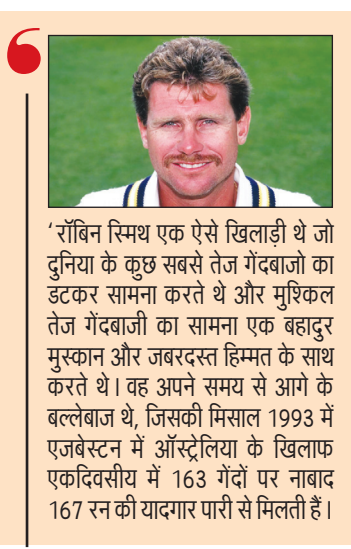 ‘रॉबिन स्मिथ एक ऐसे खिलाड़ी थे जो
दुनिया के कुछ सबसे तेज गेंदबाजो का
डटकर सामना करते थे और मुश्किल
तेज गेंदबाजी का सामना एक बहादुर
मुस्कान और जबरदस्त हिम्मत के साथ
करते थे। वह अपने समय से आगे के
बल्लेबाज थे, जिसकी मिसाल 1993 में
एजबेस्टन में ऑस्ट्रेलिया के खिलाफ
एकदिवसीय में 163 गेंदों पर नाबाद
167 रन की यादगार पारी से मिलती हैं।